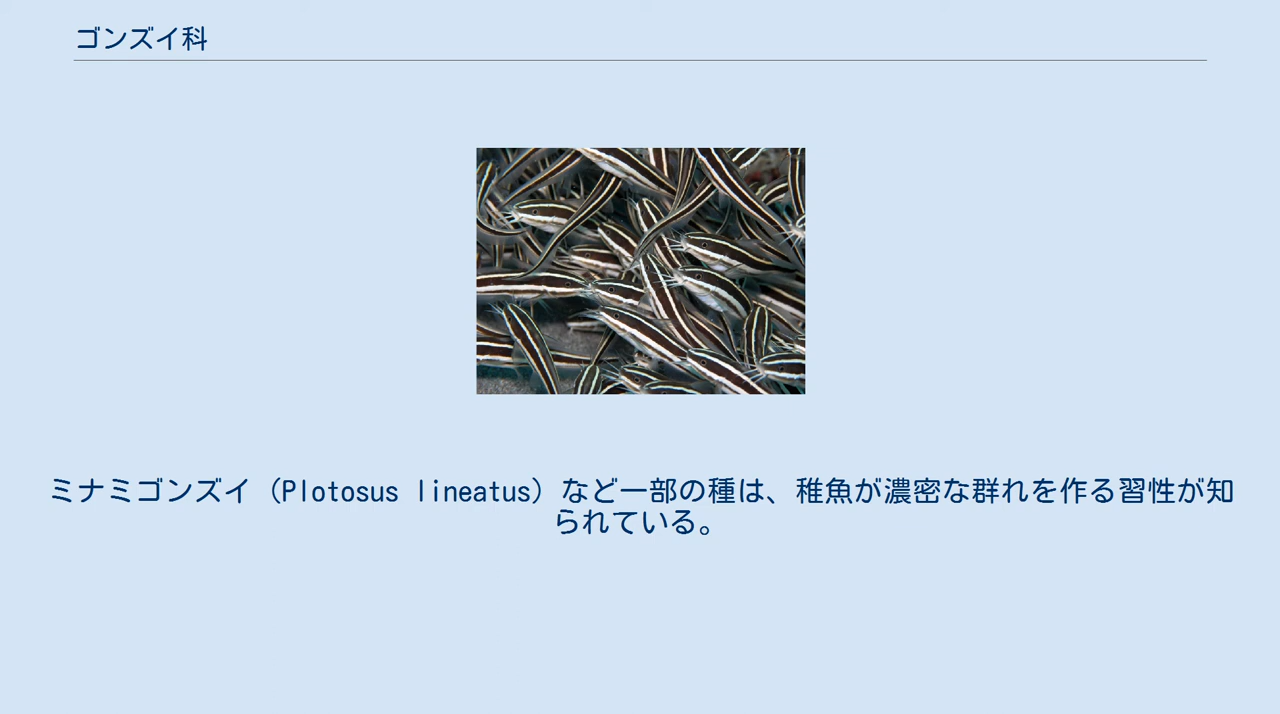 ゴンズイ科
ミナミゴンズイ（Plotosus lineatus）など一部の種は、稚魚が濃密な群れを作る習性が知
られている。